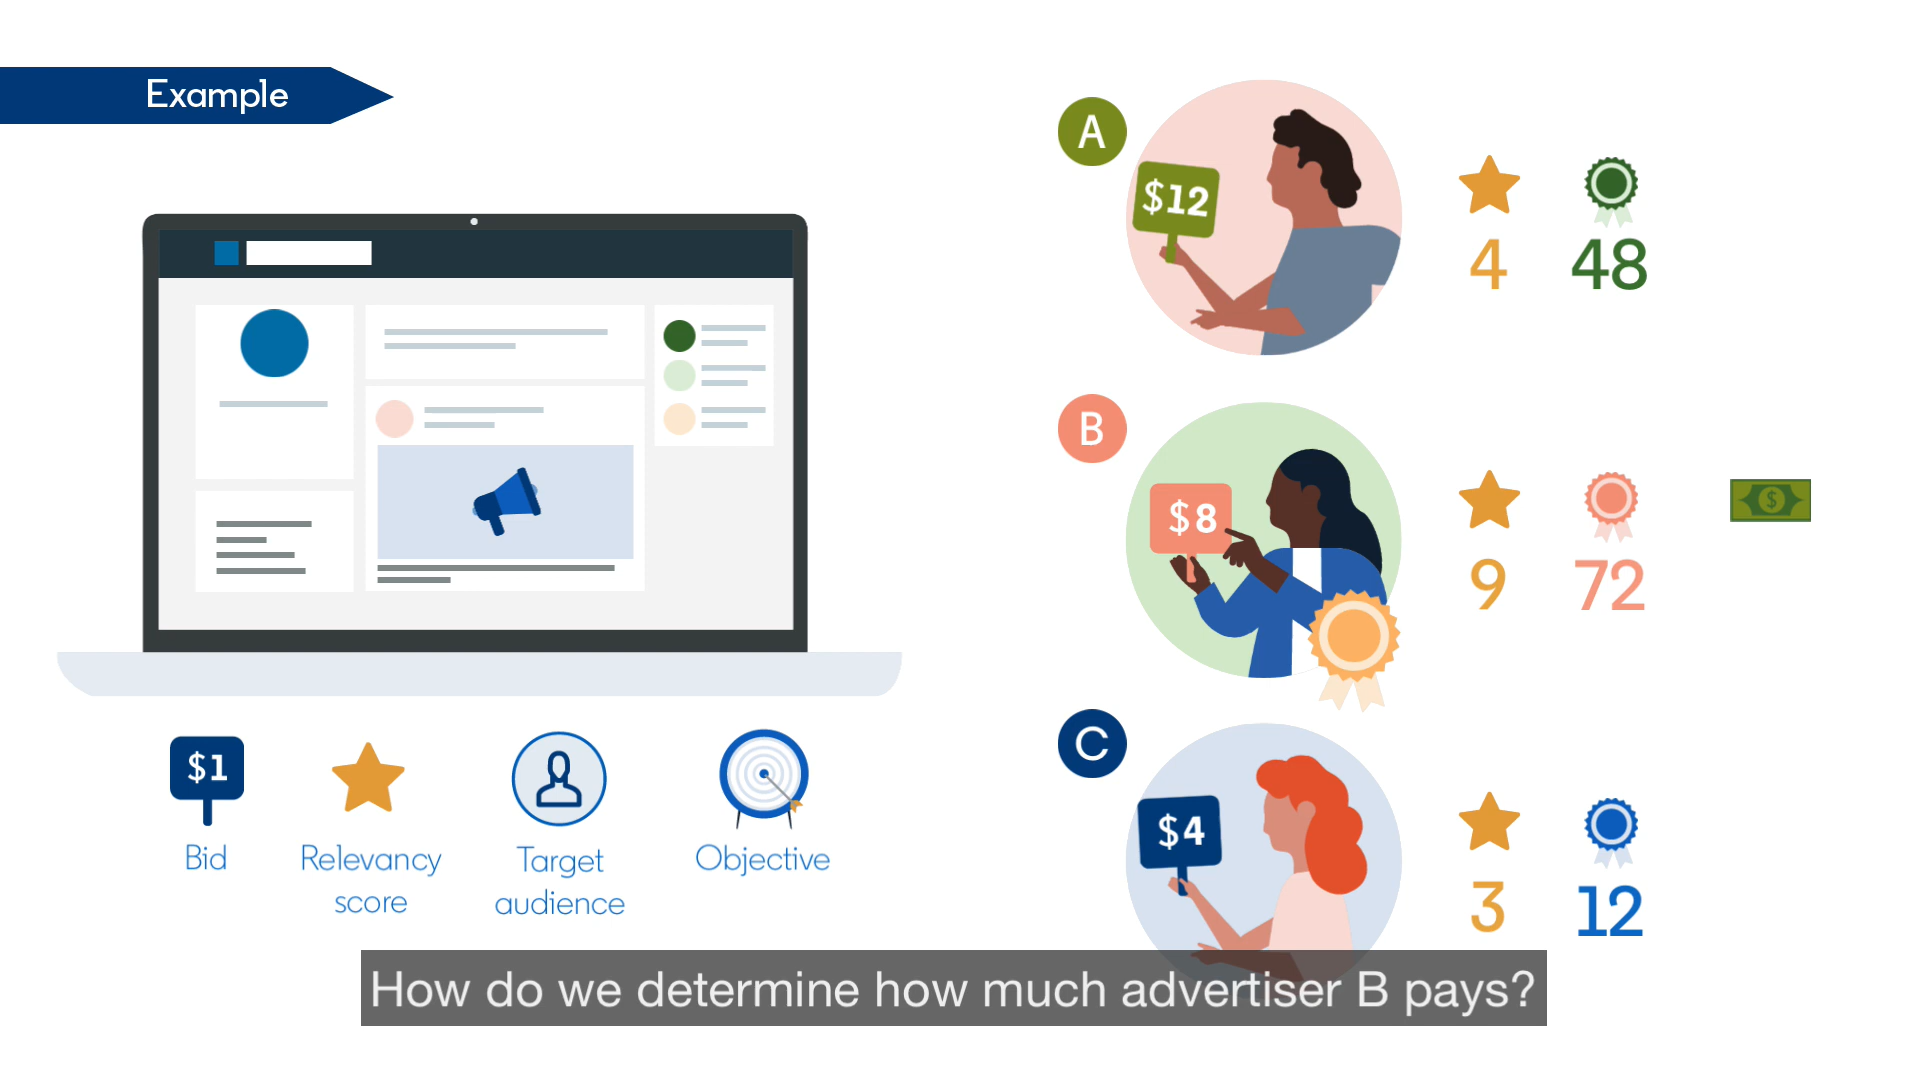 Example
$1
Bid
Relevancy
score
Target
audience
Objective
A
$12
4
48
B
$8
9
72
$
C
$4
3
12
How do we determine how much advertiser B pays?